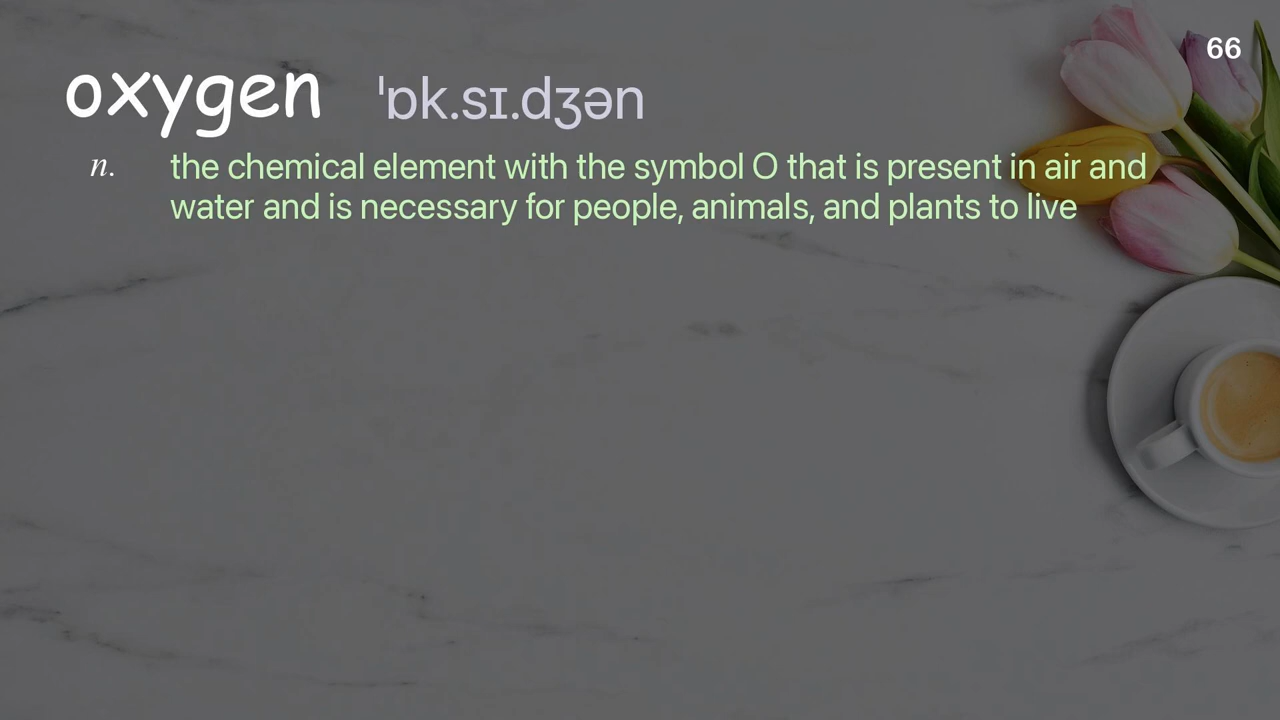 66
oxygen ˈɒk.sɪ.dʒən
n. the chemical element with the symbol O that is present in air and
water and is necessary for people, animals, and plants to live